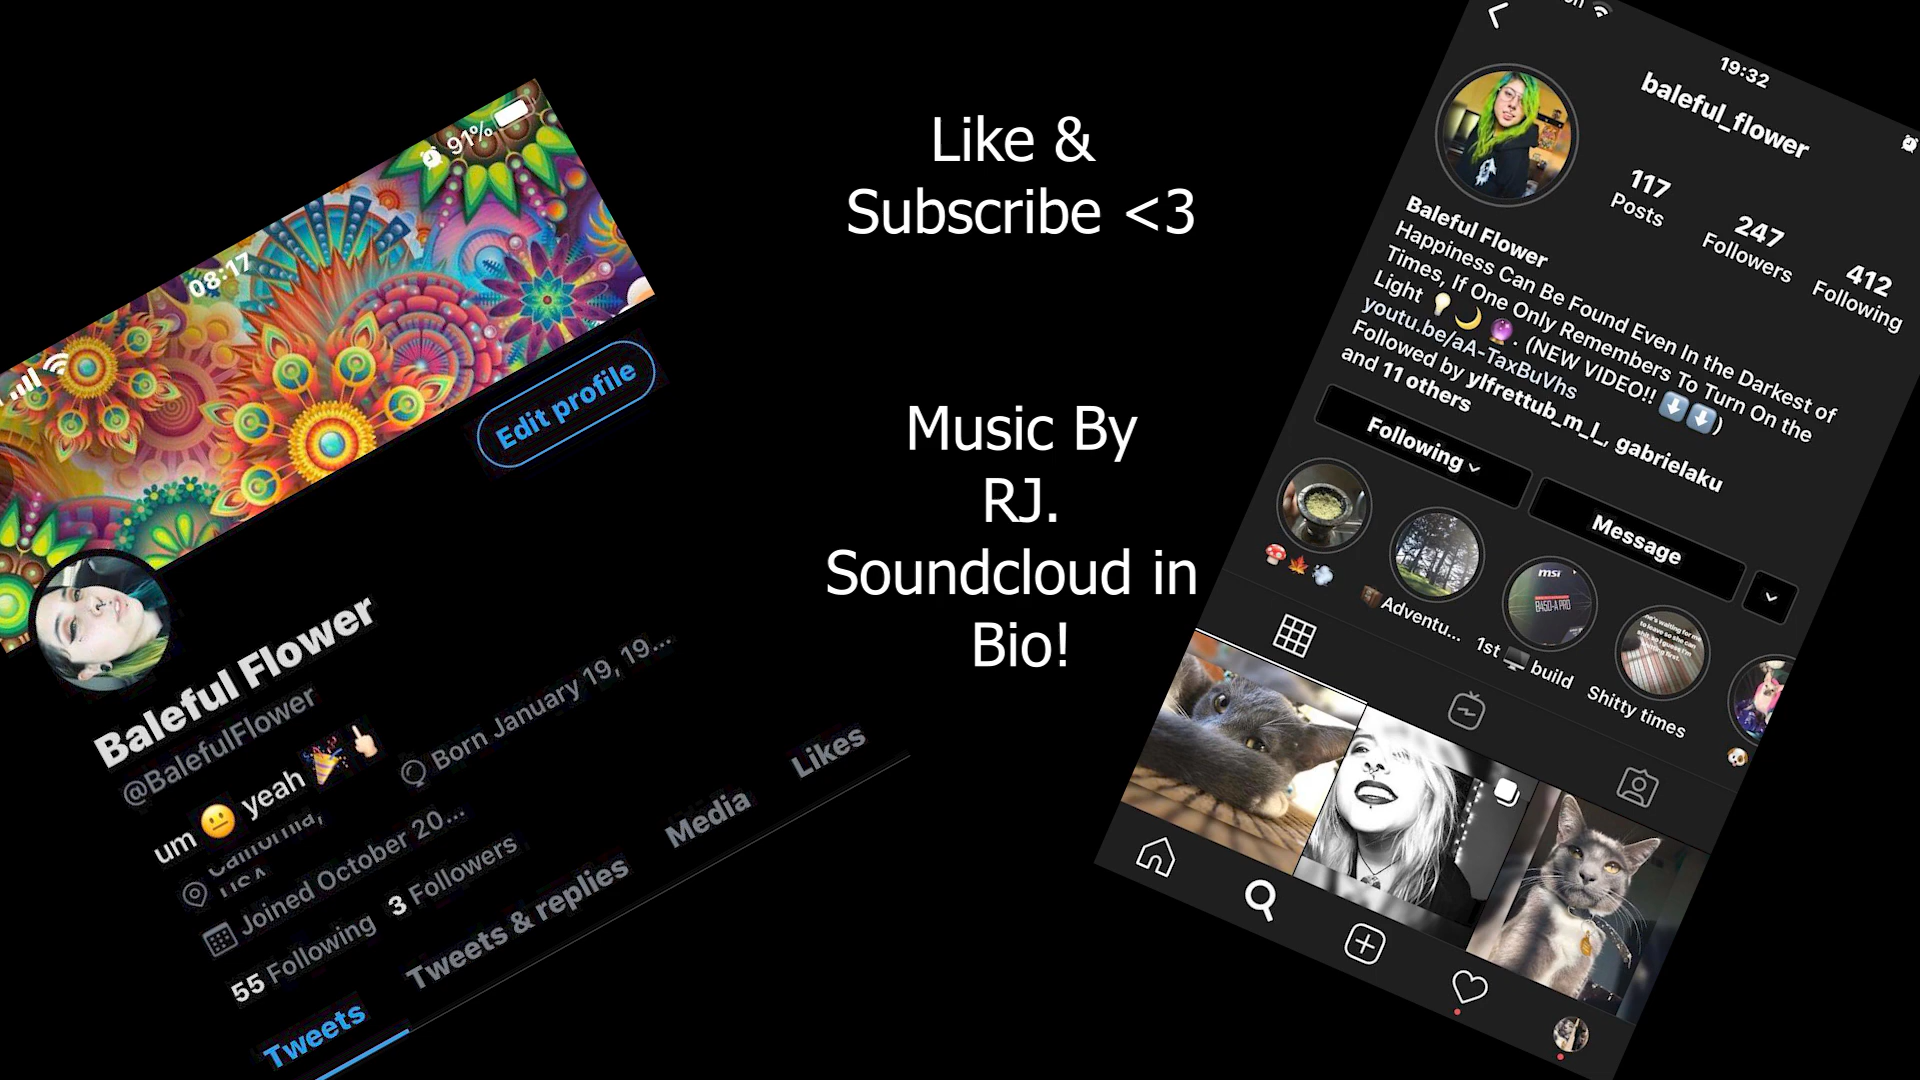 91%
08:17
Edit profile
Baleful Flower
@BalefulFlower
um 😐 yeah 🎉🖕🏻
Born January 19, 19...
Joined October 20...
55 Following 3 Followers
Tweets
Tweets & replies
Media
Likes
Like &
Subscribe <3
Music By
RJ.
Soundcloud in
Bio!
19:32
baleful_flower
117
Posts
247
Followers
412
Following
Baleful Flower
Happiness Can Be Found Even In the Darkest of
Times, If One Only Remembers To Turn On the
Light 💡🌙🔮. (NEW VIDEO!! ⬇️⬇️)
youtu.be/aA-TaxBuVhs
Followed by ylfrettub_m_I_, gabrielaku
and 11 others
Following
Message
🍄🍁💨
Adventu...
msi
B450-A PRO
1st 🖥️ build
Shitty times